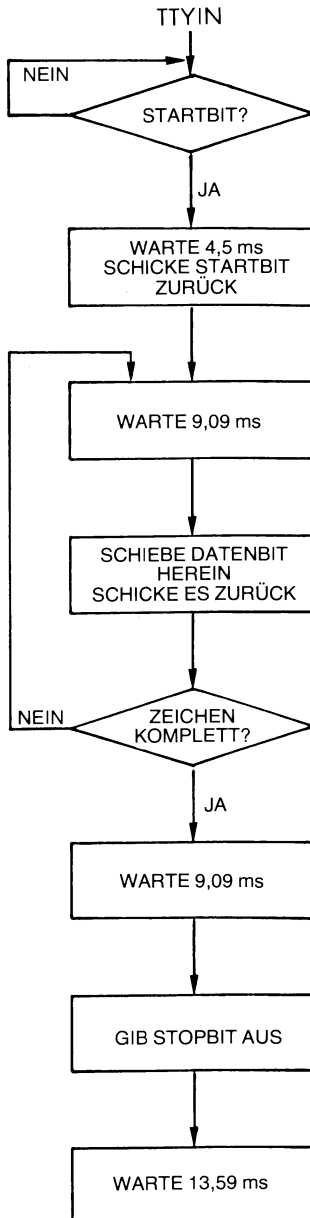 TTYIN
NEIN
STARTBIT?
JA
WARTE 4,5 ms
SCHICKE STARTBIT
ZURÜCK
WARTE 9,09 ms
SCHIEBE DATENBIT
HEREIN
SCHICKE ES ZURÜCK
NEIN
ZEICHEN
KOMPLETT?
JA
WARTE 9,09 ms
GIB STOPBIT AUS
WARTE 13,59 ms